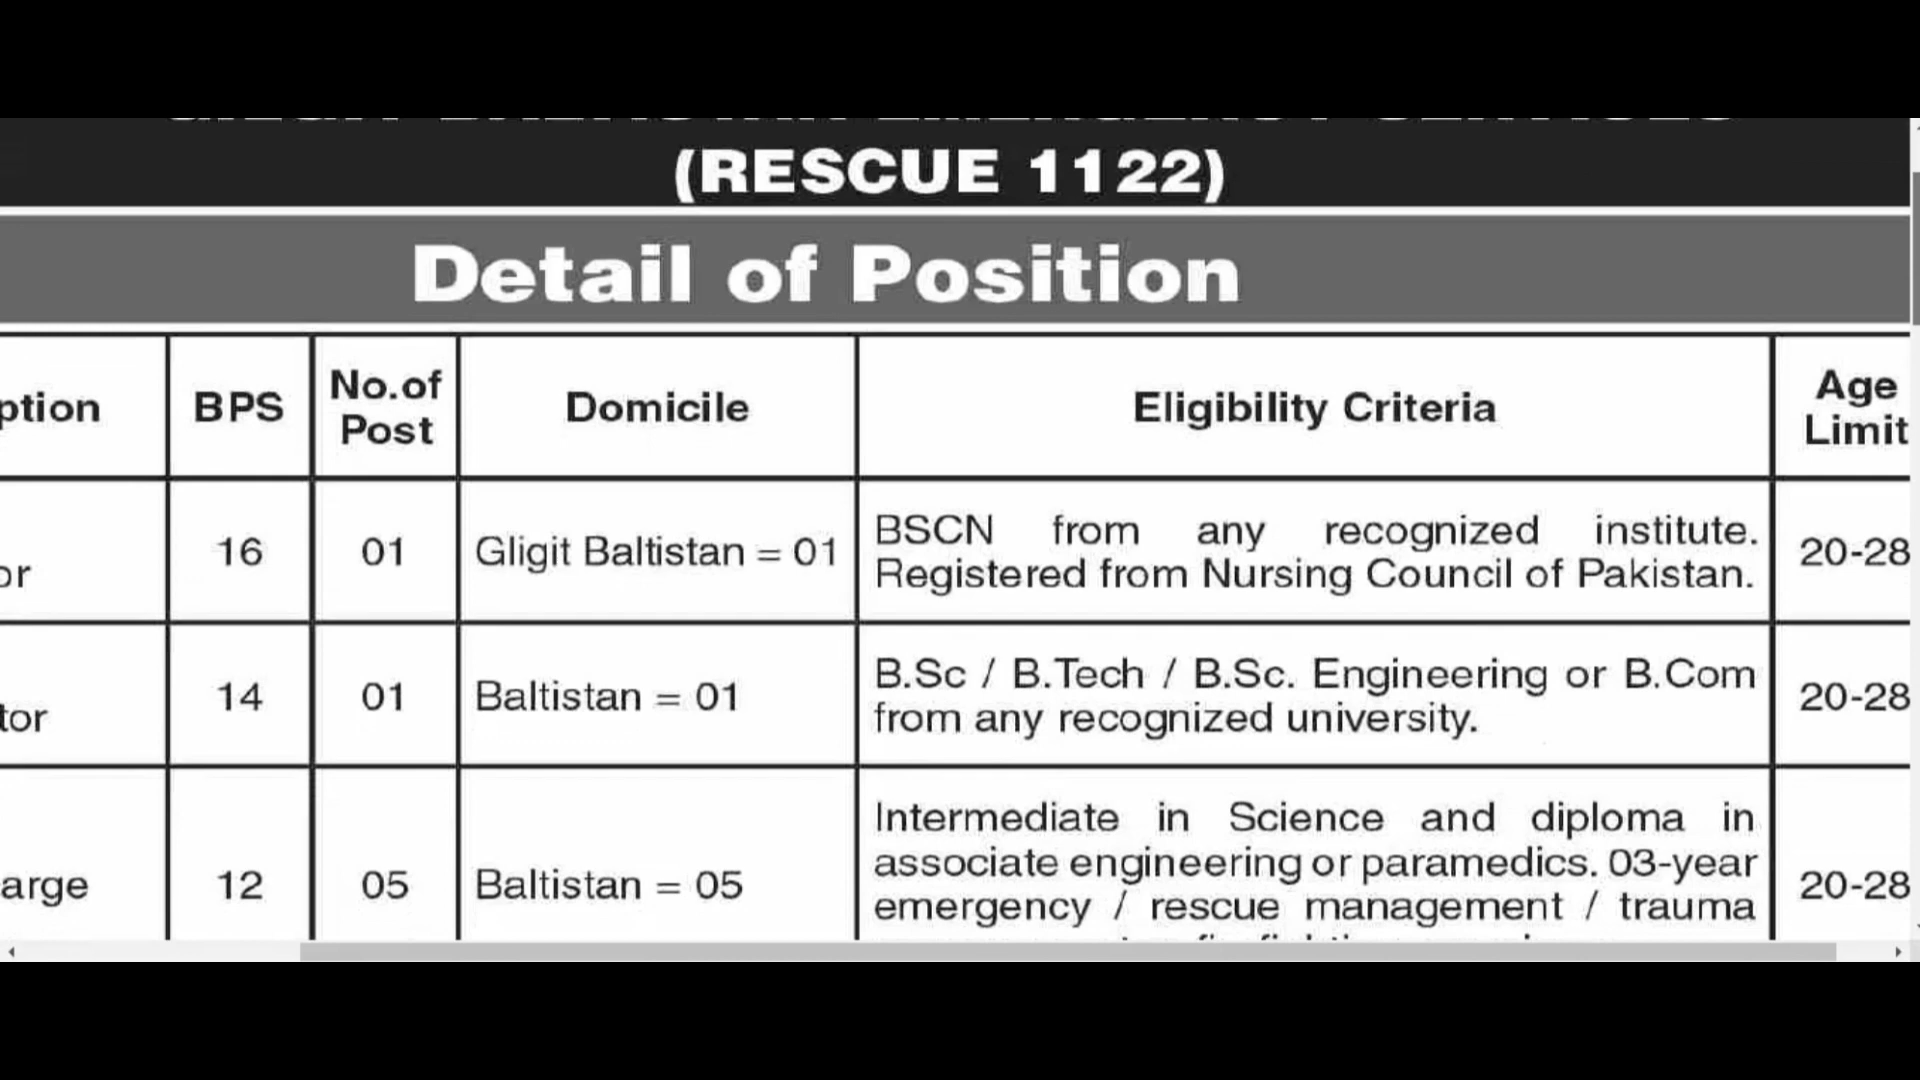 (RESCUE 1122)
Detail of Position
ption
BPS
No.of
Post
Domicile
Eligibility Criteria
Age
Limit
or
16
01
Gligit Baltistan = 01
BSCN from any recognized institute.
Registered from Nursing Council of Pakistan.
20-28
tor
14
01
Baltistan = 01
B.Sc / B.Tech / B.Sc. Engineering or B.Com
from any recognized university.
20-28
arge
12
05
Baltistan = 05
Intermediate in Science and diploma in
associate engineering or paramedics. 03-year
emergency / rescue management / trauma
20-28